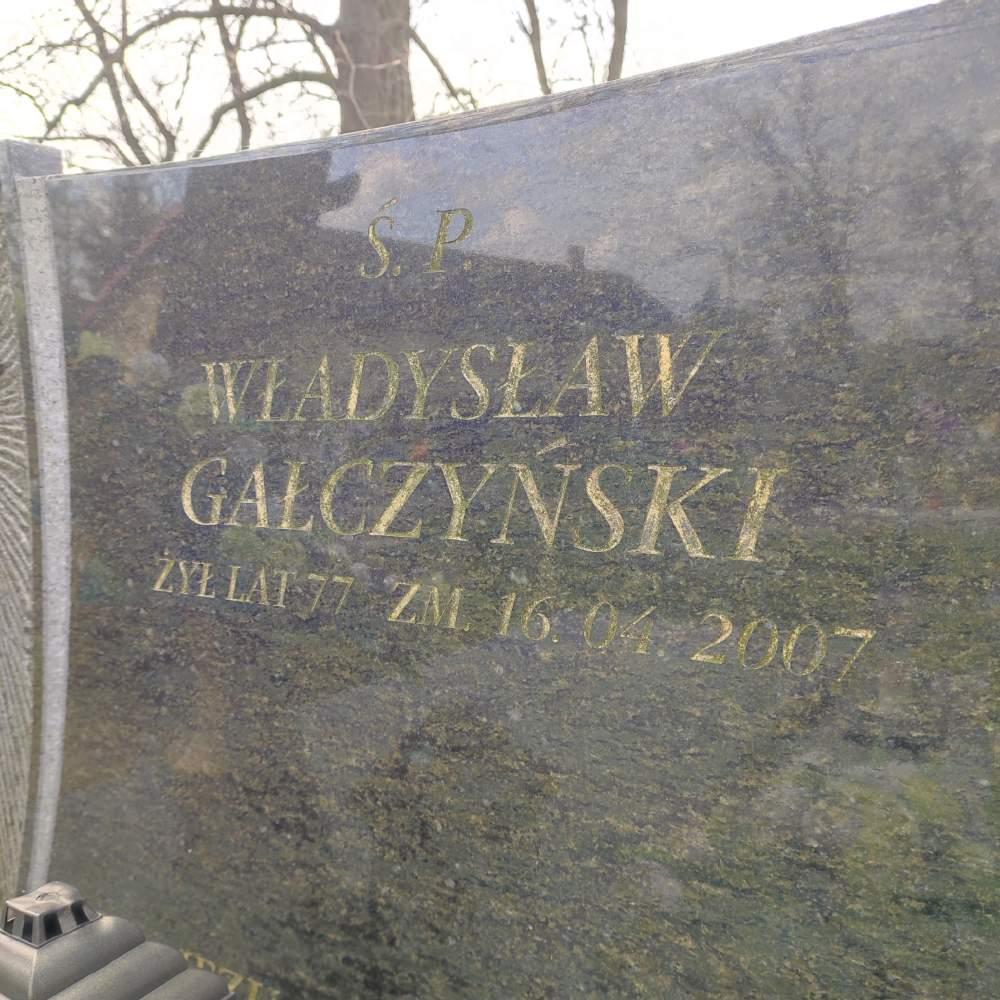 Ś. P.
WŁADYSŁAW
GAŁCZYŃSKI
ŻYŁ LAT 77 ZM. 16. 04. 2007